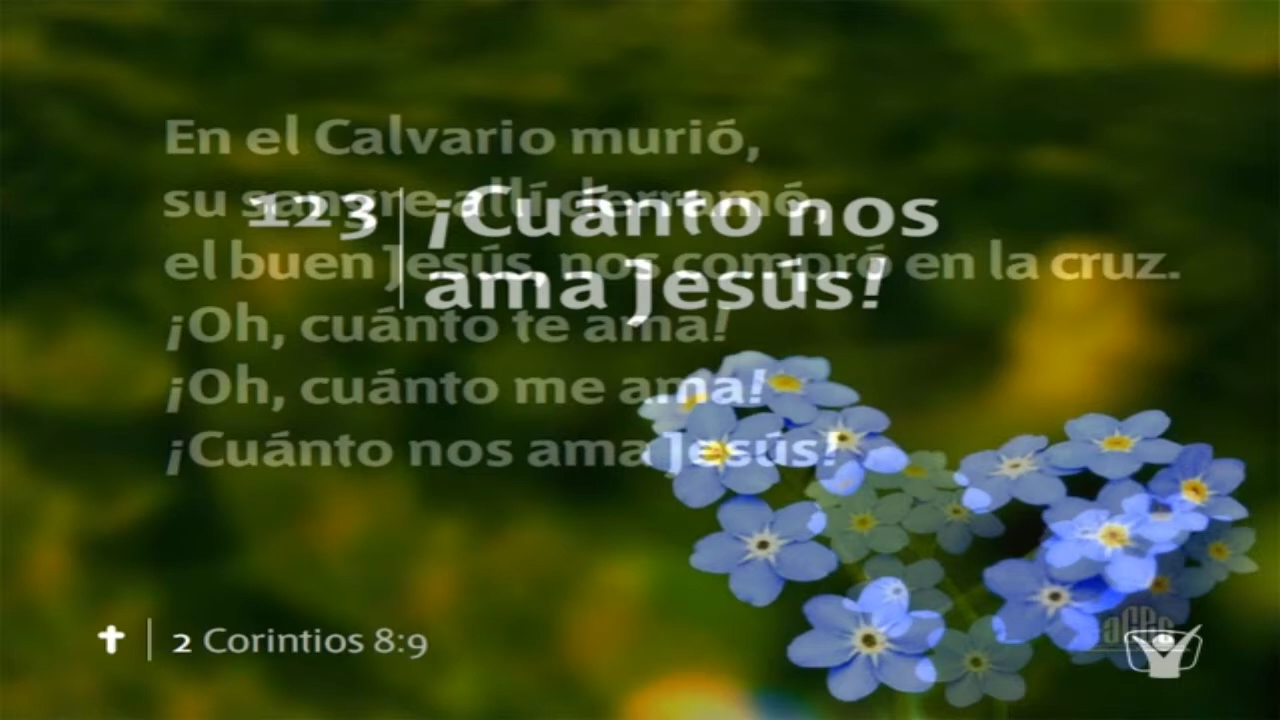 123
¡Cuánto nos
ama Jesús!
En el Calvario murió,
su sangre allí derramó,
el buen Jesús nos compró en la cruz.
¡Oh, cuánto te ama!
¡Oh, cuánto me ama!
¡Cuánto nos ama Jesús!
2 Corintios 8:9